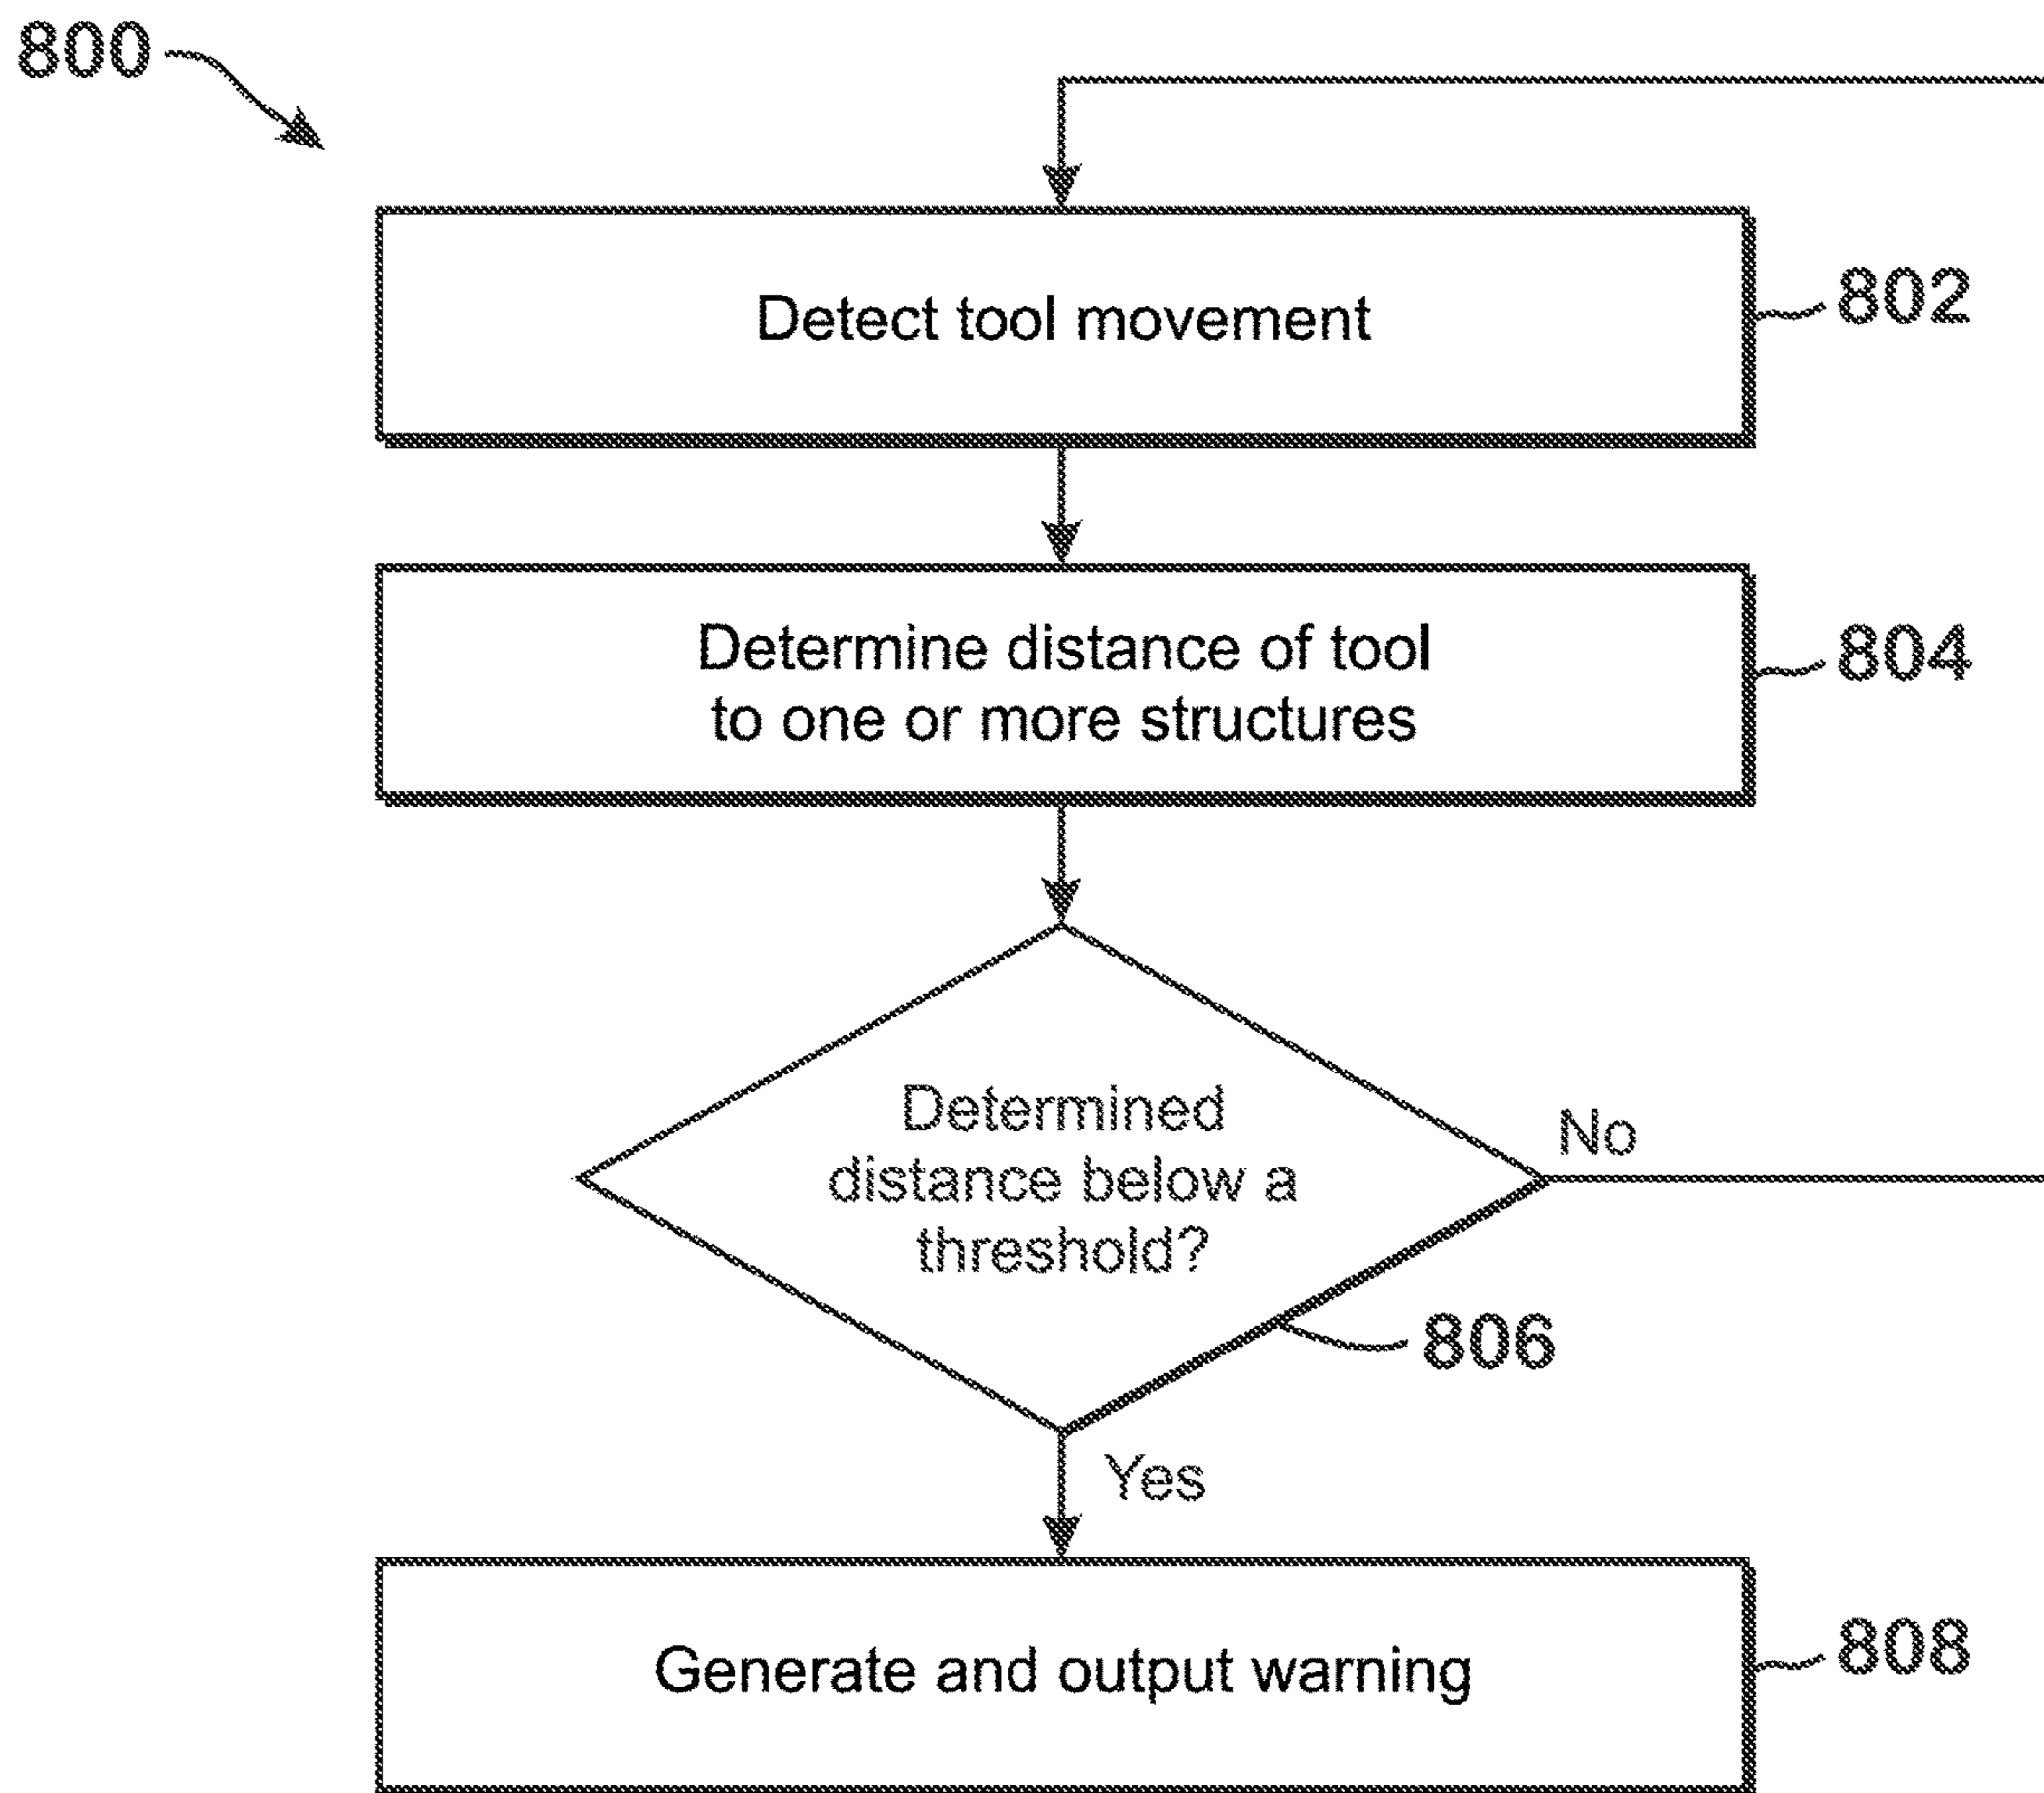 800
Detect tool movement
802
Determine distance of tool
to one or more structures
804
Determined
distance below a
threshold?
No
806
Yes
Generate and output warning
808